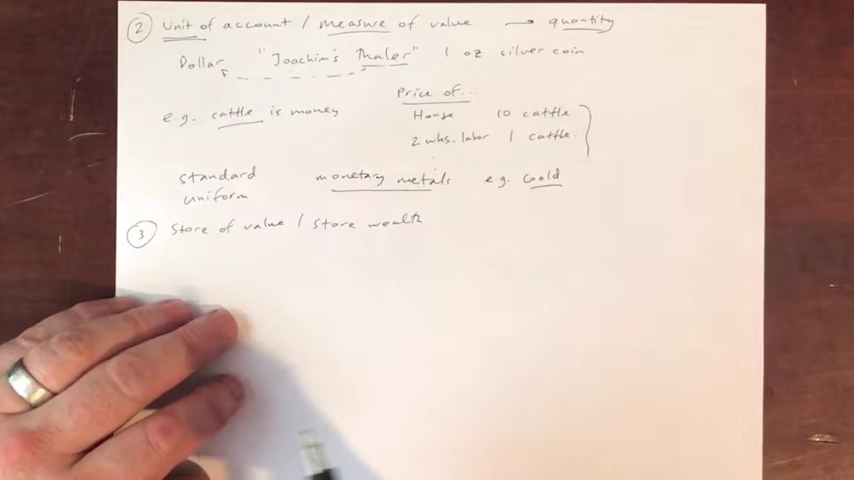 ② Unit of account / measure of value → quantity
Dollar "Joachim's Thaler" 1 oz silver coin
Price of...
e.g. cattle is money House 10 cattle
2 wks. labor 1 cattle.
standard monetary metals e.g. Gold
uniform
③ Store of value / store wealth